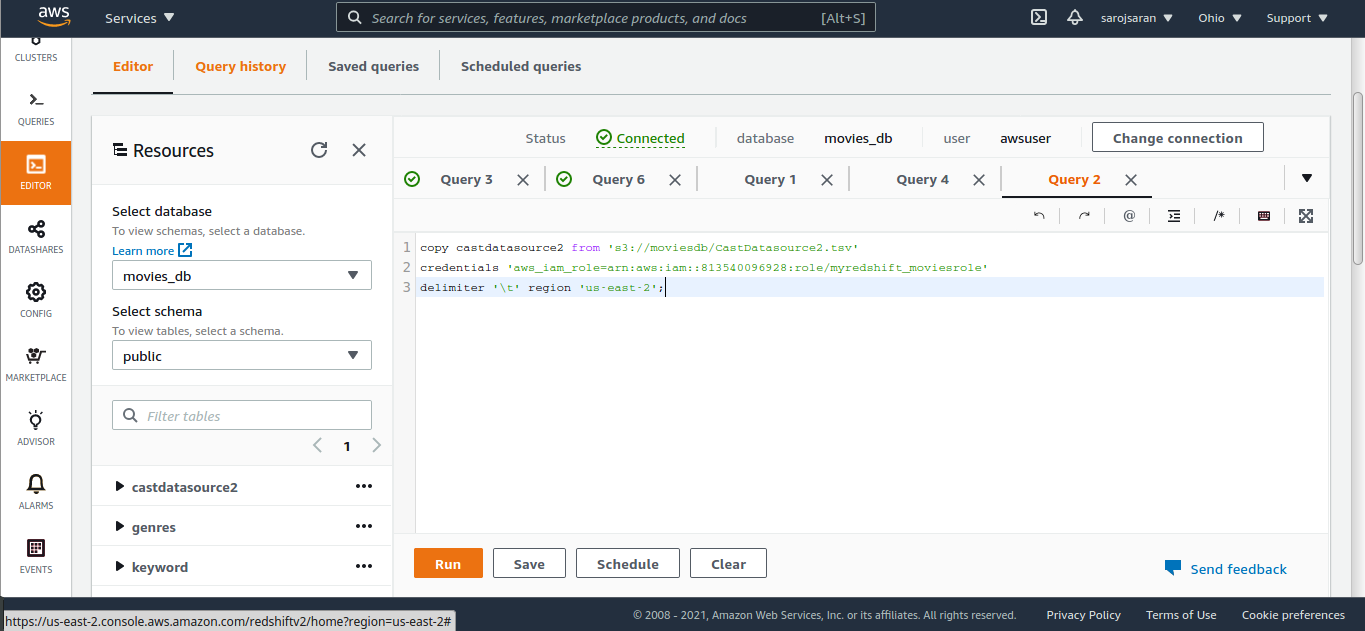 aws
Services
Search for services, features, marketplace products, and docs [Alt+S]
sarojsaran
Ohio
Support
CLUSTERS
QUERIES
EDITOR
DATASHARES
CONFIG
MARKETPLACE
ADVISOR
ALARMS
EVENTS
Editor
Query history
Saved queries
Scheduled queries
Resources
Select database
To view schemas, select a database.
Learn more
movies_db
Select schema
To view tables, select a schema.
public
Filter tables
1
castdatasource2
genres
keyword
Status Connected database movies_db user awsuser Change connection
Query 3
Query 6
Query 1
Query 4
Query 2
@
/*
1 copy castdatasource2 from 's3://moviesdb/CastDatasource2.tsv'
2 credentials 'aws_iam_role=arn:aws:iam::813540096928:role/myredshift_moviesrole'
3 delimiter '\t' region 'us-east-2';
Run
Save
Schedule
Clear
Send feedback
https://us-east-2.console.aws.amazon.com/redshiftv2/home?region=us-east-2#
© 2008 - 2021, Amazon Web Services, Inc. or its affiliates. All rights reserved. Privacy Policy Terms of Use Cookie preferences